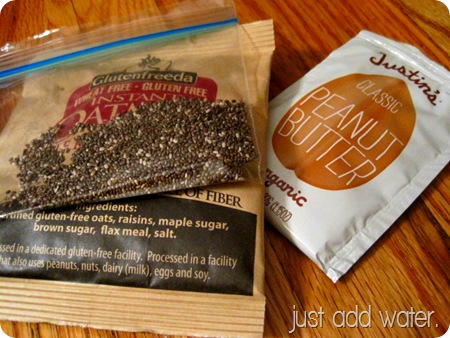 Glutenfreeda
WHEAT FREE • GLUTEN FREE
INSTANT
OATM
OF FIBER
ingredients:
gluten-free oats, raisins, maple sugar,
brown sugar, flax meal, salt.
in a dedicated gluten-free facility. Processed in a facility
that also uses peanuts, nuts, dairy (milk), eggs and soy.
Justin's
CLASSIC
PEANUT
BUTTER
organic
just add water.